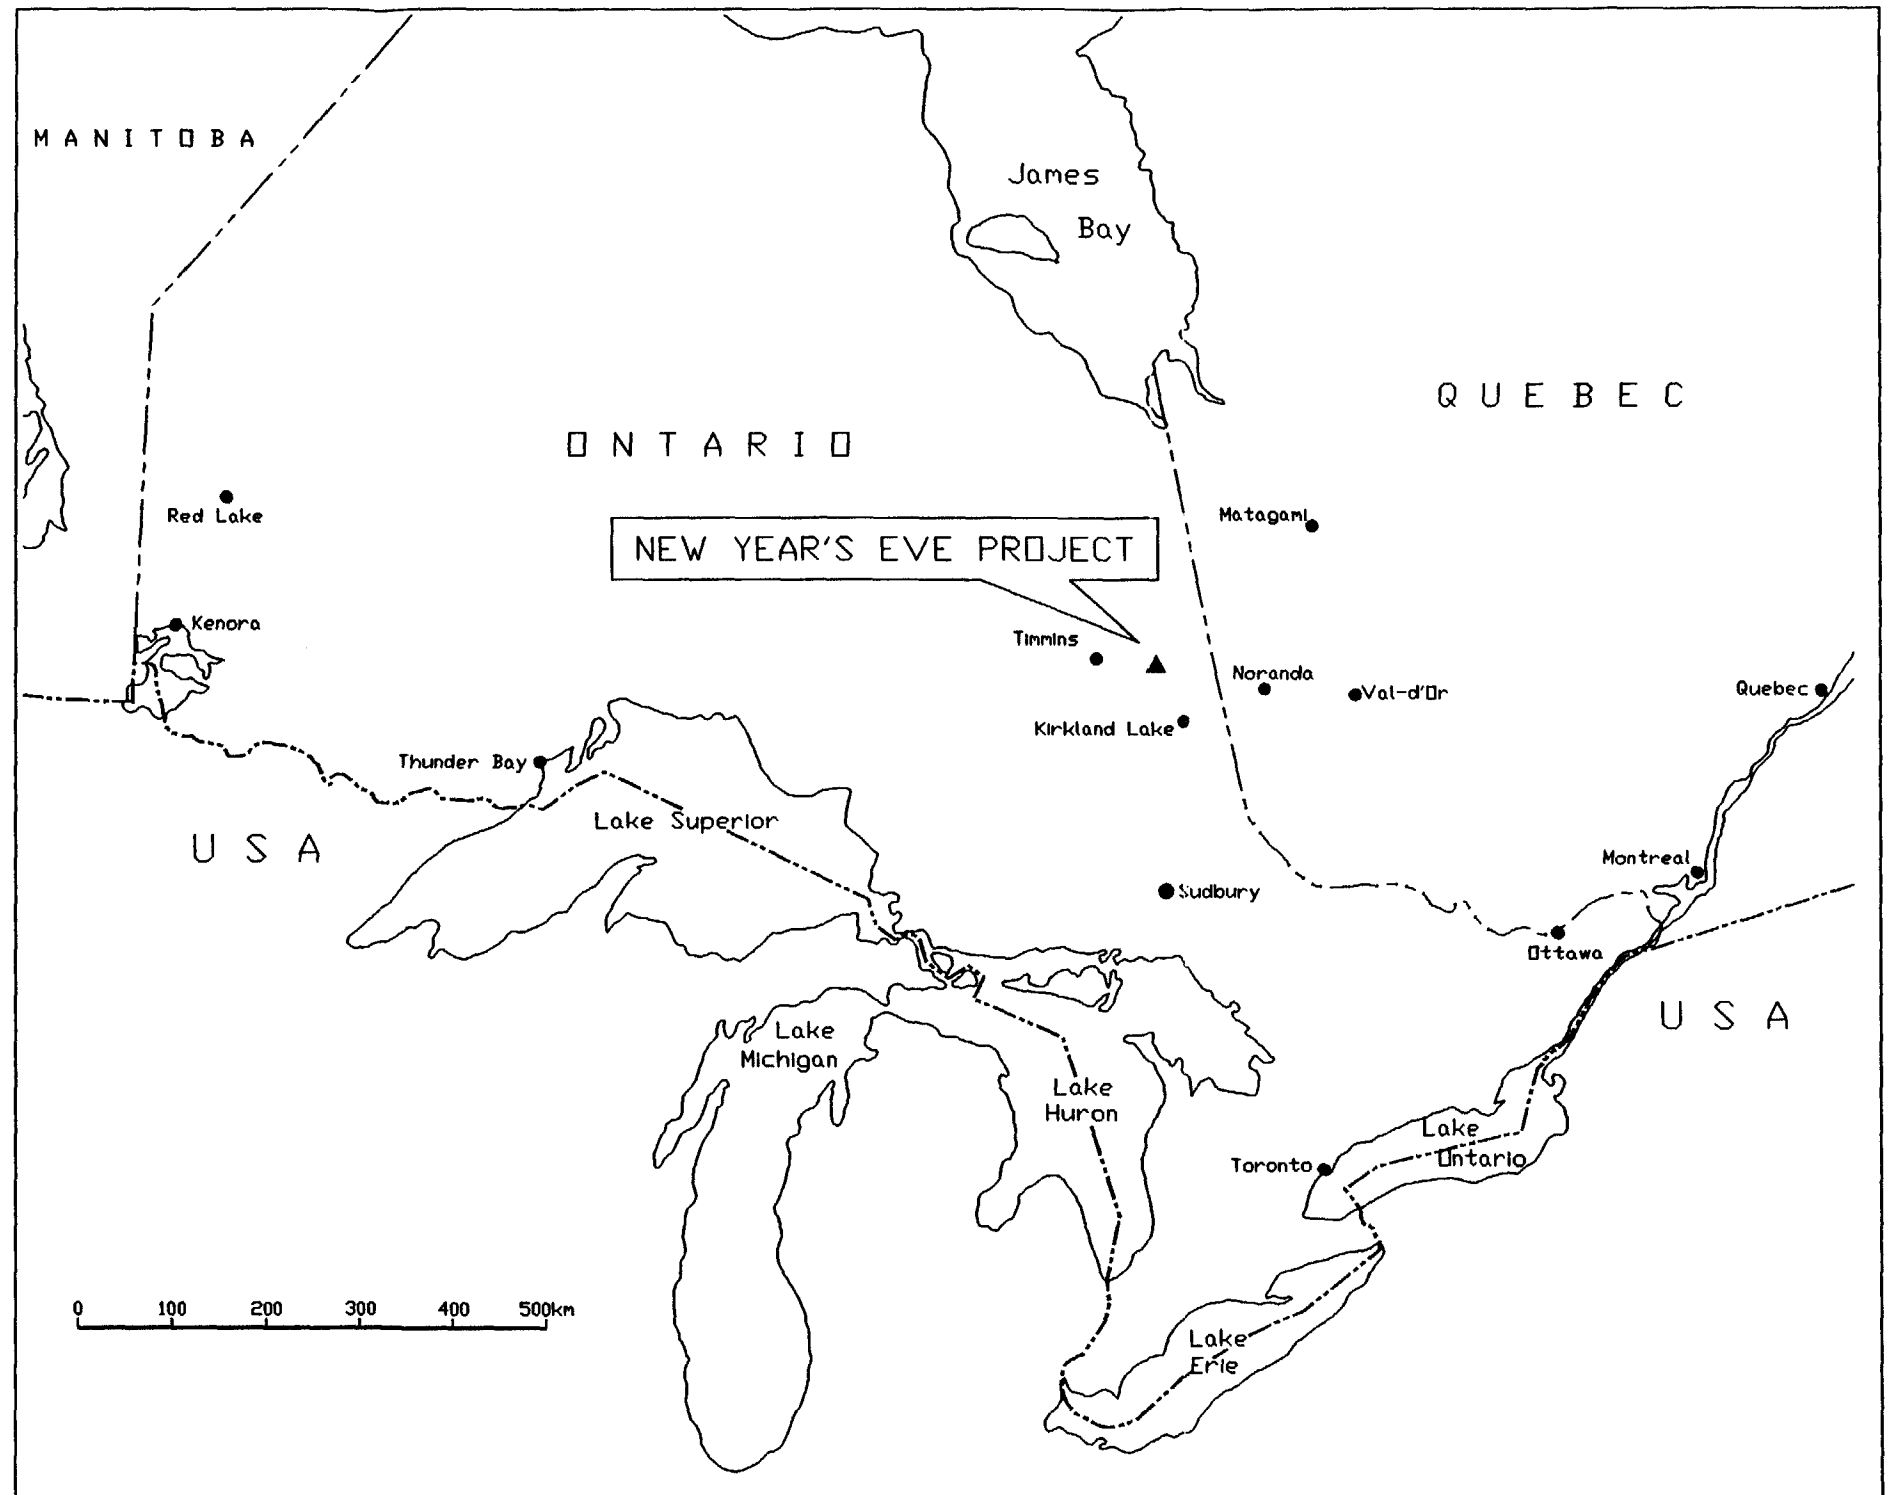 MANITOBA
James
Bay
QUEBEC
ONTARIO
Red Lake
Matagami
NEW YEAR'S EVE PROJECT
Kenora
Timmins
Noranda
Val-d'Or
Quebec
Kirkland Lake
Thunder Bay
Lake Superior
USA
Montreal
Sudbury
Ottawa
USA
Lake
Michigan
Lake
Huron
Lake
Ontario
Toronto
0 100 200 300 400 500km
Lake
Erie